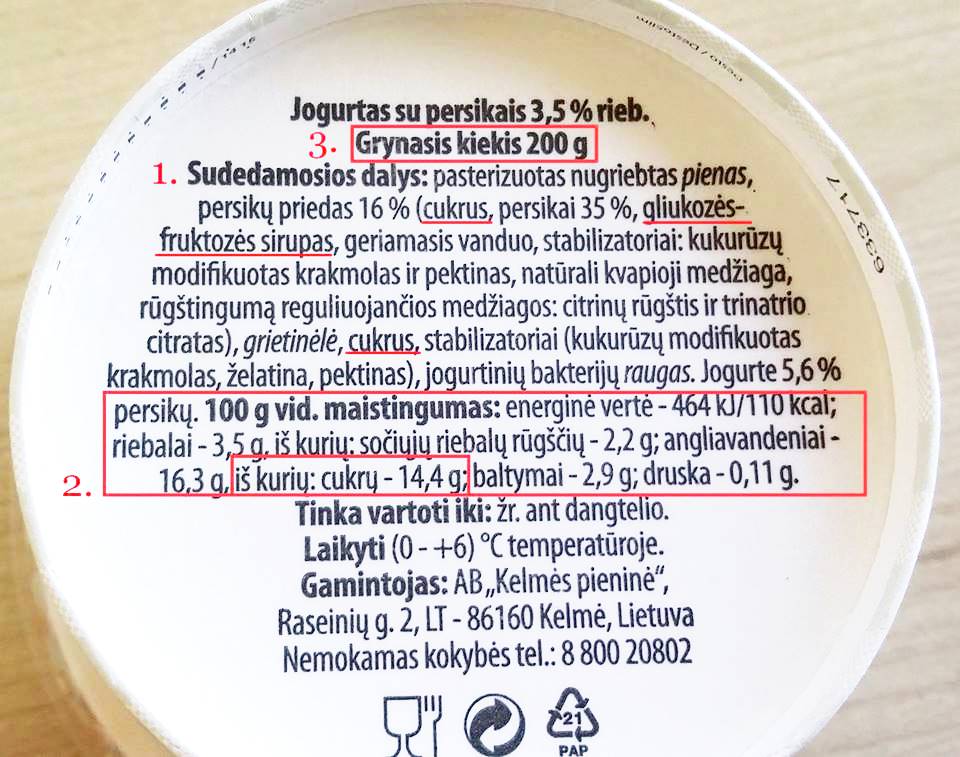 Jogurtas su persikais 3,5 % rieb.
3. Grynasis kiekis 200 g
1. Sudedamosios dalys: pasterizuotas nugriebtas pienas,
persikų priedas 16 % (cukrus, persikai 35 %, gliukozės-
fruktozės sirupas, geriamasis vanduo, stabilizatoriai: kukurūzų
modifikuotas krakmolas ir pektinas, natūrali kvapioji medžiaga,
rūgštingumą reguliuojančios medžiagos: citrinų rūgštis ir trinatrio
citratas), grietinėlė, cukrus, stabilizatoriai (kukurūzų modifikuotas
krakmolas, želatina, pektinas), jogurtinių bakterijų raugas. Jogurte 5,6 %
persikų. 100 g vid. maistingumas: energinė vertė - 464 kJ/110 kcal;
riebalai - 3,5 g, iš kurių: sočiųjų riebalų rūgščių - 2,2 g; angliavandeniai -
2. 16,3 g, iš kurių: cukrų - 14,4 g; baltymai - 2,9 g; druska - 0,11 g.
Tinka vartoti iki: žr. ant dangtelio.
Laikyti (0 - +6) °C temperatūroje.
Gamintojas: AB „Kelmės pieninė“,
Raseinių g. 2, LT - 86160 Kelmė, Lietuva
Nemokamas kokybės tel.: 8 800 20802
21
PAP
633717